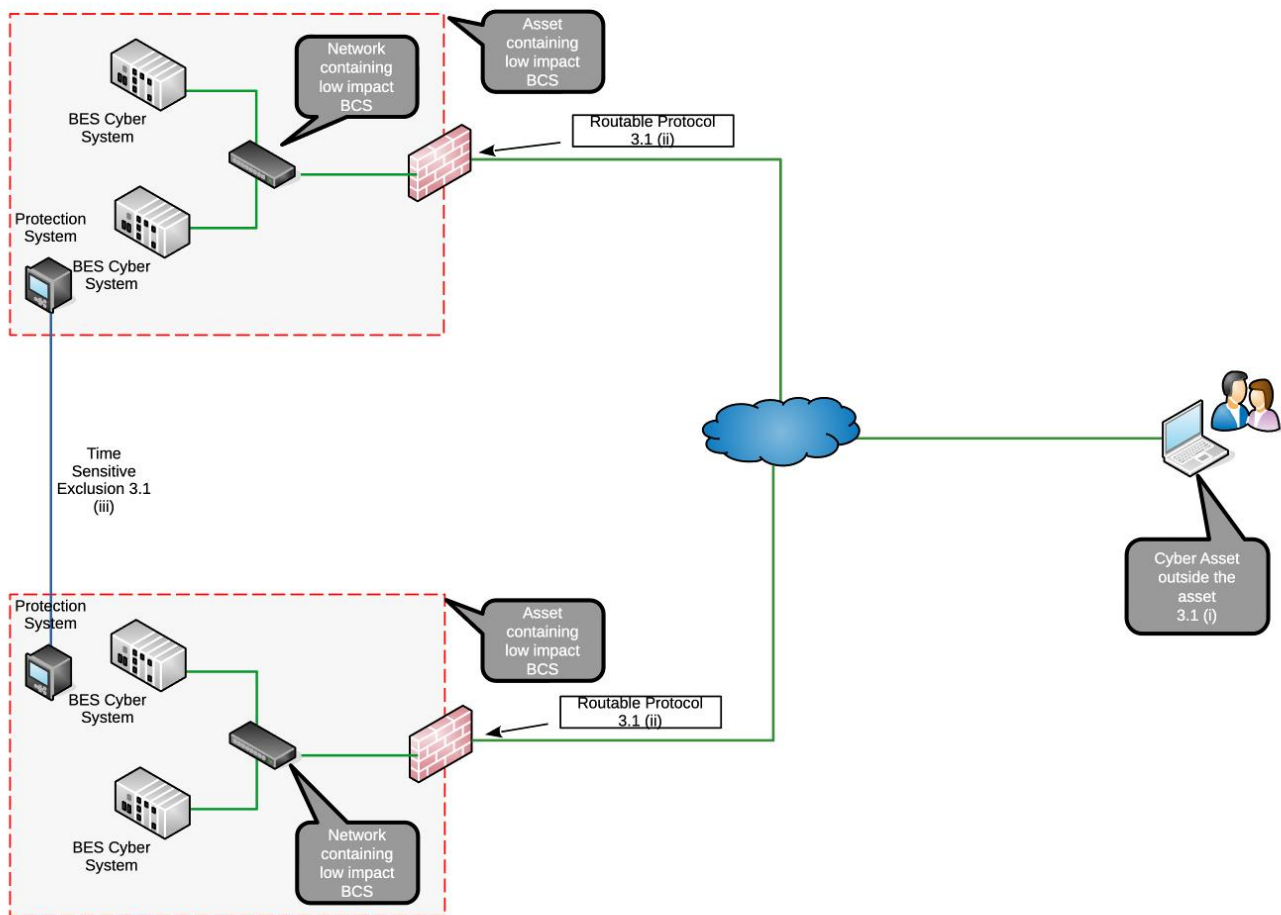 Asset
containing
low impact
BCS
Network
containing
low impact
BCS
BES Cyber
System
Routable Protocol
3.1 (ii)
Protection
System
BES Cyber
System
Time
Sensitive
Exclusion 3.1
(iii)
Cyber Asset
outside the
asset
3.1 (i)
Protection
System
Asset
containing
low impact
BCS
BES Cyber
System
Routable Protocol
3.1 (ii)
BES Cyber
System
Network
containing
low impact
BCS